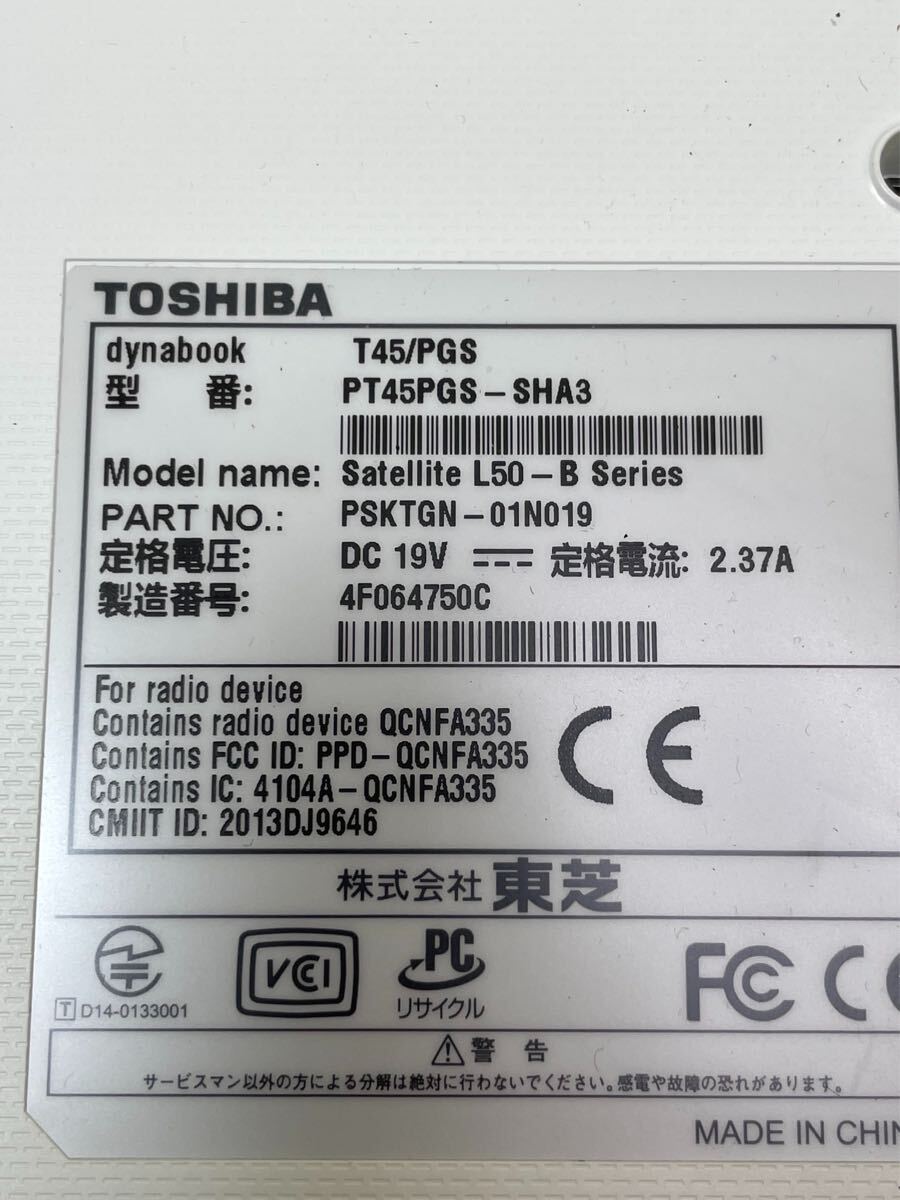 TOSHIBA
dynabook T45/PGS
型 番: PT45PGS-SHA3
Model name: Satellite L50-B Series
PART NO.: PSKTGN-01N019
定格電圧: DC 19V 定格電流: 2.37A
製造番号: 4F064750C
For radio device
Contains radio device QCNFA335
Contains FCC ID: PPD-QCNFA335
Contains IC: 4104A-QCNFA335
CMIIT ID: 2013DJ9646
CE
株式会社 東芝
T D14-0133001
VCCI
PC
リサイクル
FC CE
警 告
サービスマン以外の方による分解は絶対に行わないでください。感電や故障の恐れがあります。
MADE IN CHIN